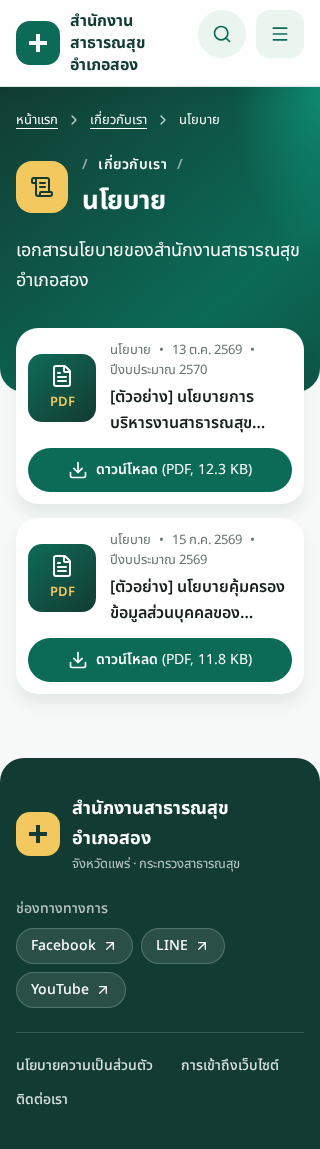 สำนักงาน
สาธารณสุข
อำเภอสอง
หน้าแรก > เกี่ยวกับเรา > นโยบาย
/ เกี่ยวกับเรา /
นโยบาย
เอกสารนโยบายของสำนักงานสาธารณสุข
อำเภอสอง
PDF
นโยบาย • 13 ต.ค. 2569 •
ปีงบประมาณ 2570
[ตัวอย่าง] นโยบายการ
บริหารงานสาธารณสุข...
ดาวน์โหลด (PDF, 12.3 KB)
PDF
นโยบาย • 15 ก.ค. 2569 •
ปีงบประมาณ 2569
[ตัวอย่าง] นโยบายคุ้มครอง
ข้อมูลส่วนบุคคลของ...
ดาวน์โหลด (PDF, 11.8 KB)
สำนักงานสาธารณสุข
อำเภอสอง
จังหวัดแพร่ · กระทรวงสาธารณสุข
ช่องทางทางการ
Facebook
LINE
YouTube
นโยบายความเป็นส่วนตัว การเข้าถึงเว็บไซต์
ติดต่อเรา